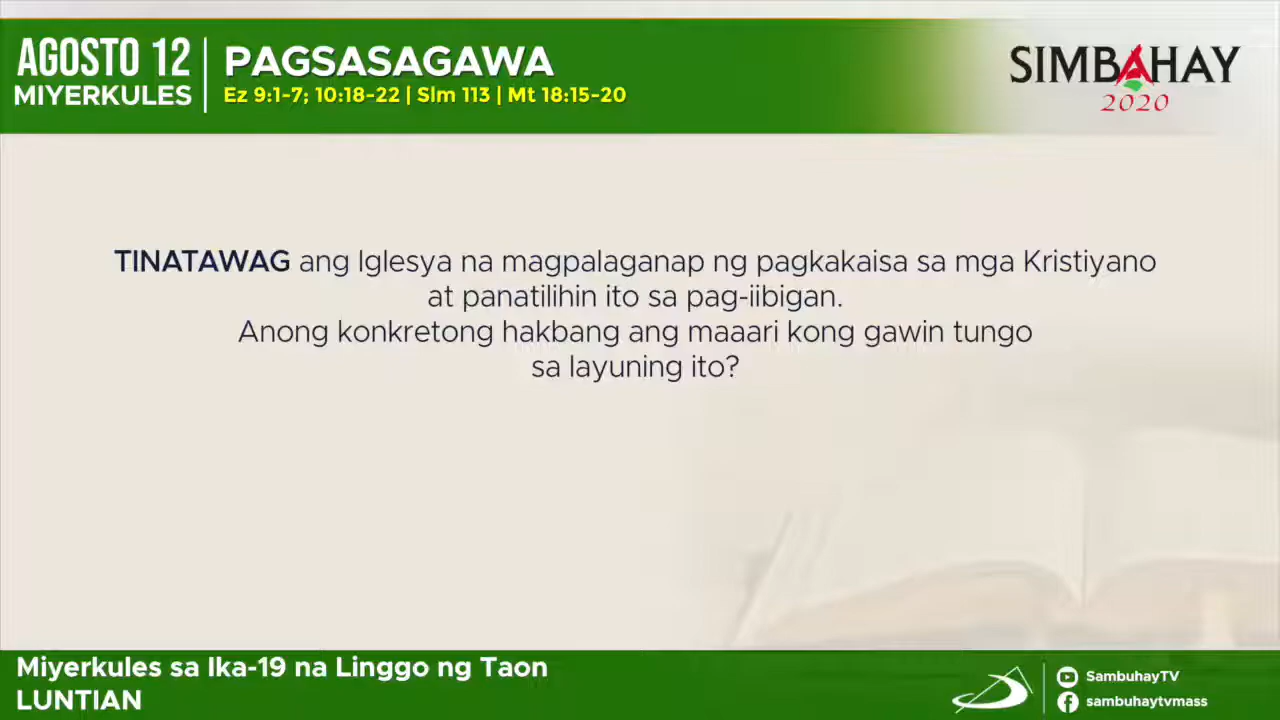 AGOSTO 12
MIYERKULES
PAGSASAGAWA
Ez 9:1-7; 10:18-22 | Slm 113 | Mt 18:15-20
SIMBAHAY
2020
TINATAWAG ang Iglesya na magpalaganap ng pagkakaisa sa mga Kristiyano
at panatilihin ito sa pag-iibigan.
Anong konkretong hakbang ang maaari kong gawin tungo
sa layuning ito?
Miyerkules sa Ika-19 na Linggo ng Taon
LUNTIAN
SambuhayTV
sambuhaytvmass